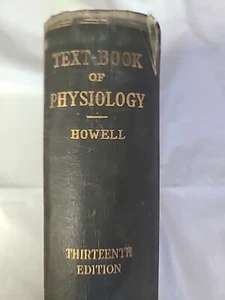 TEXT-BOOK
OF
PHYSIOLOGY
HOWELL
THIRTEENTH
EDITION